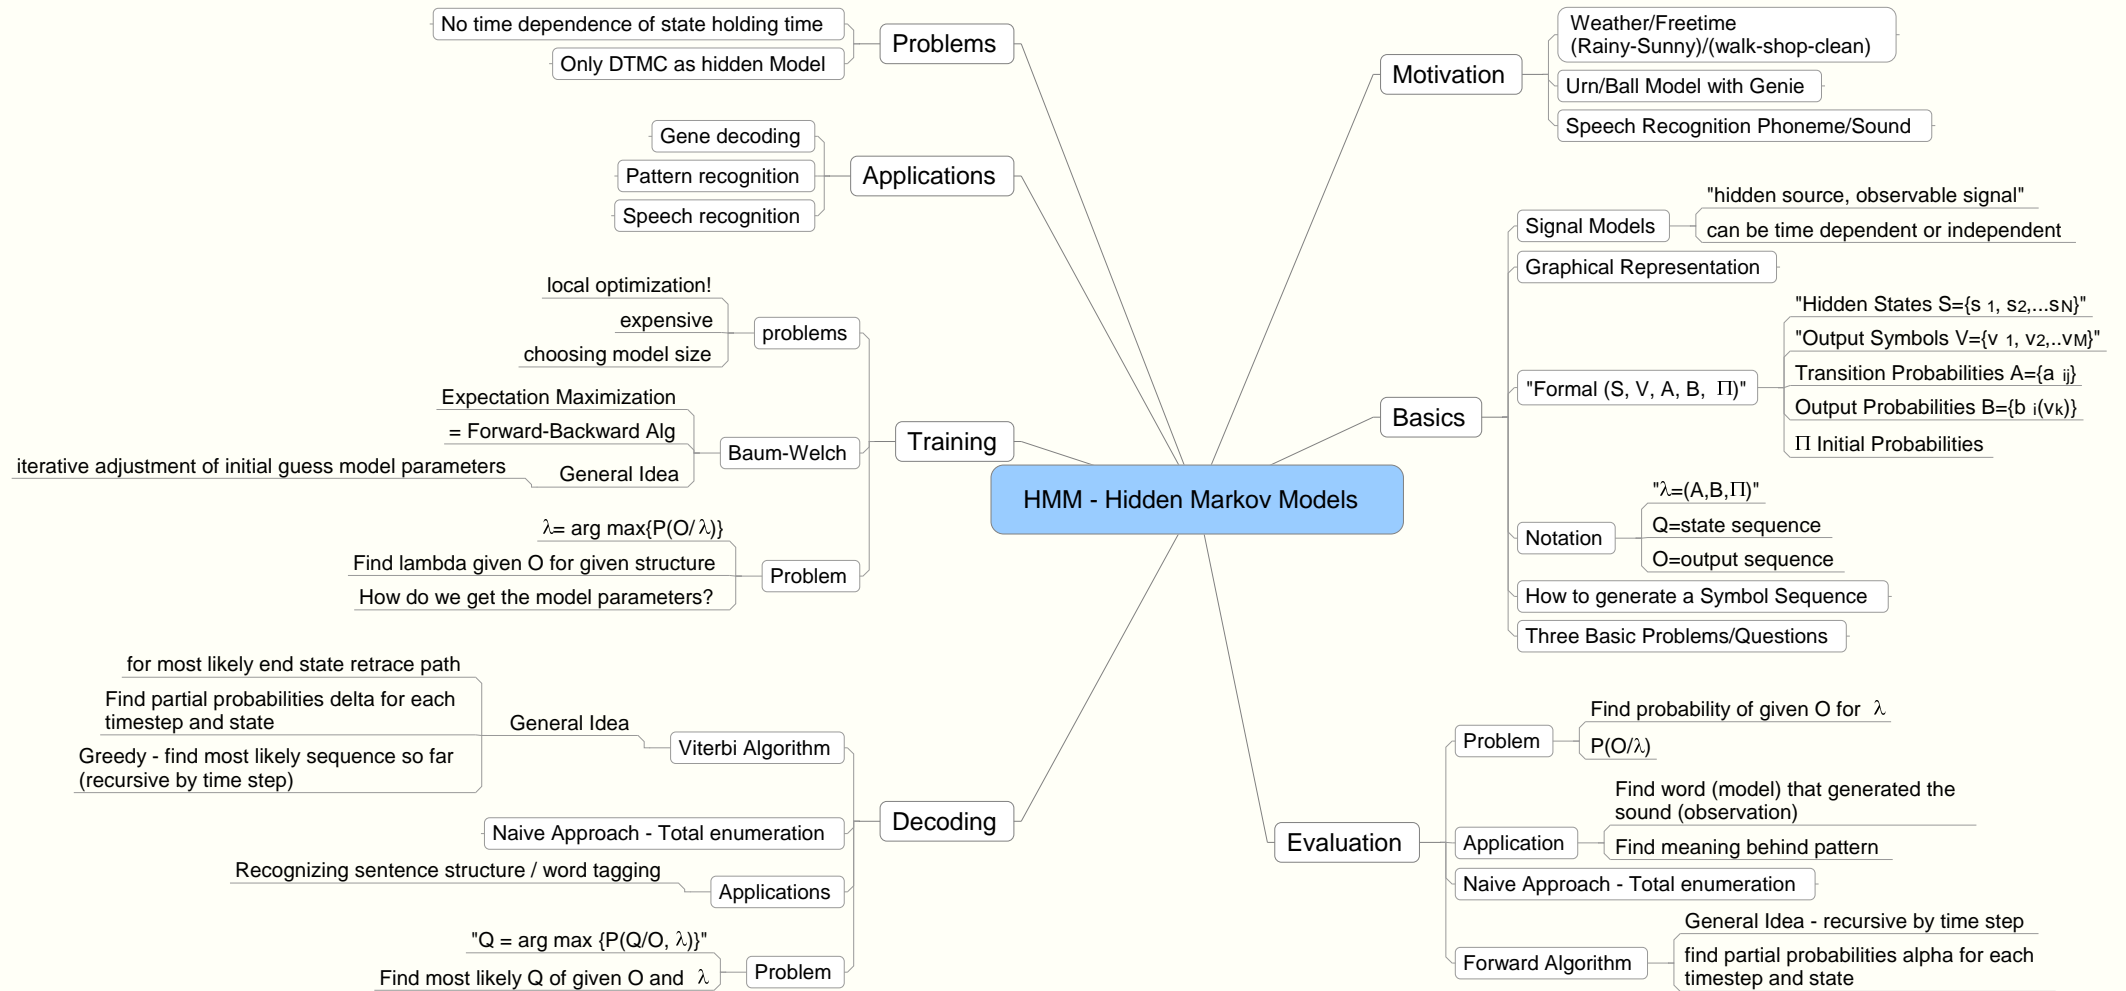 HMM - Hidden Markov Models
Motivation
Weather/Freetime
(Rainy-Sunny)/(walk-shop-clean)
Urn/Ball Model with Genie
Speech Recognition Phoneme/Sound
Basics
Signal Models
"hidden source, observable signal"
can be time dependent or independent
Graphical Representation
"Formal (S, V, A, B, Π)"
"Hidden States S={s 1, s2,...sN}"
"Output Symbols V={v 1, v2,..vM}"
Transition Probabilities A={a ij}
Output Probabilities B={b i(vk)}
Π Initial Probabilities
Notation
"λ=(A,B,Π)"
Q=state sequence
O=output sequence
How to generate a Symbol Sequence
Three Basic Problems/Questions
Evaluation
Problem
Find probability of given O for λ
P(O/λ)
Application
Find word (model) that generated the
sound (observation)
Find meaning behind pattern
Naive Approach - Total enumeration
Forward Algorithm
General Idea - recursive by time step
find partial probabilities alpha for each
timestep and state
Problems
No time dependence of state holding time
Only DTMC as hidden Model
Applications
Gene decoding
Pattern recognition
Speech recognition
Training
problems
local optimization!
expensive
choosing model size
Baum-Welch
Expectation Maximization
= Forward-Backward Alg
General Idea
iterative adjustment of initial guess model parameters
Problem
λ= arg max{P(O/ λ)}
Find lambda given O for given structure
How do we get the model parameters?
Decoding
Viterbi Algorithm
General Idea
for most likely end state retrace path
Find partial probabilities delta for each
timestep and state
Greedy - find most likely sequence so far
(recursive by time step)
Naive Approach - Total enumeration
Applications
Recognizing sentence structure / word tagging
Problem
"Q = arg max {P(Q/O, λ)}"
Find most likely Q of given O and λ